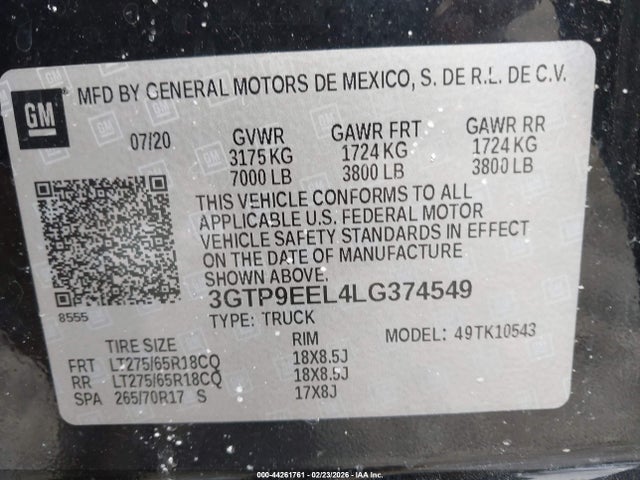 GM
MFD BY GENERAL MOTORS DE MEXICO, S. DE R.L. DE C.V.
07/20 GVWR GAWR FRT GAWR RR
3175 KG 1724 KG 1724 KG
7000 LB 3800 LB 3800 LB
THIS VEHICLE CONFORMS TO ALL
APPLICABLE U.S. FEDERAL MOTOR
VEHICLE SAFETY STANDARDS IN EFFECT
ON THE DATE OF MANUFACTURE
SHOWN ABOVE.
3GTP9EEL4LG374549
8555
TYPE: TRUCK
MODEL: 49TK10543
TIRE SIZE RIM
FRT LT275/65R18CQ 18X8.5J
RR LT275/65R18CQ 18X8.5J
SPA 265/70R17 S 17X8J
000-44261761 - 02/23/2026 - IAA Inc.